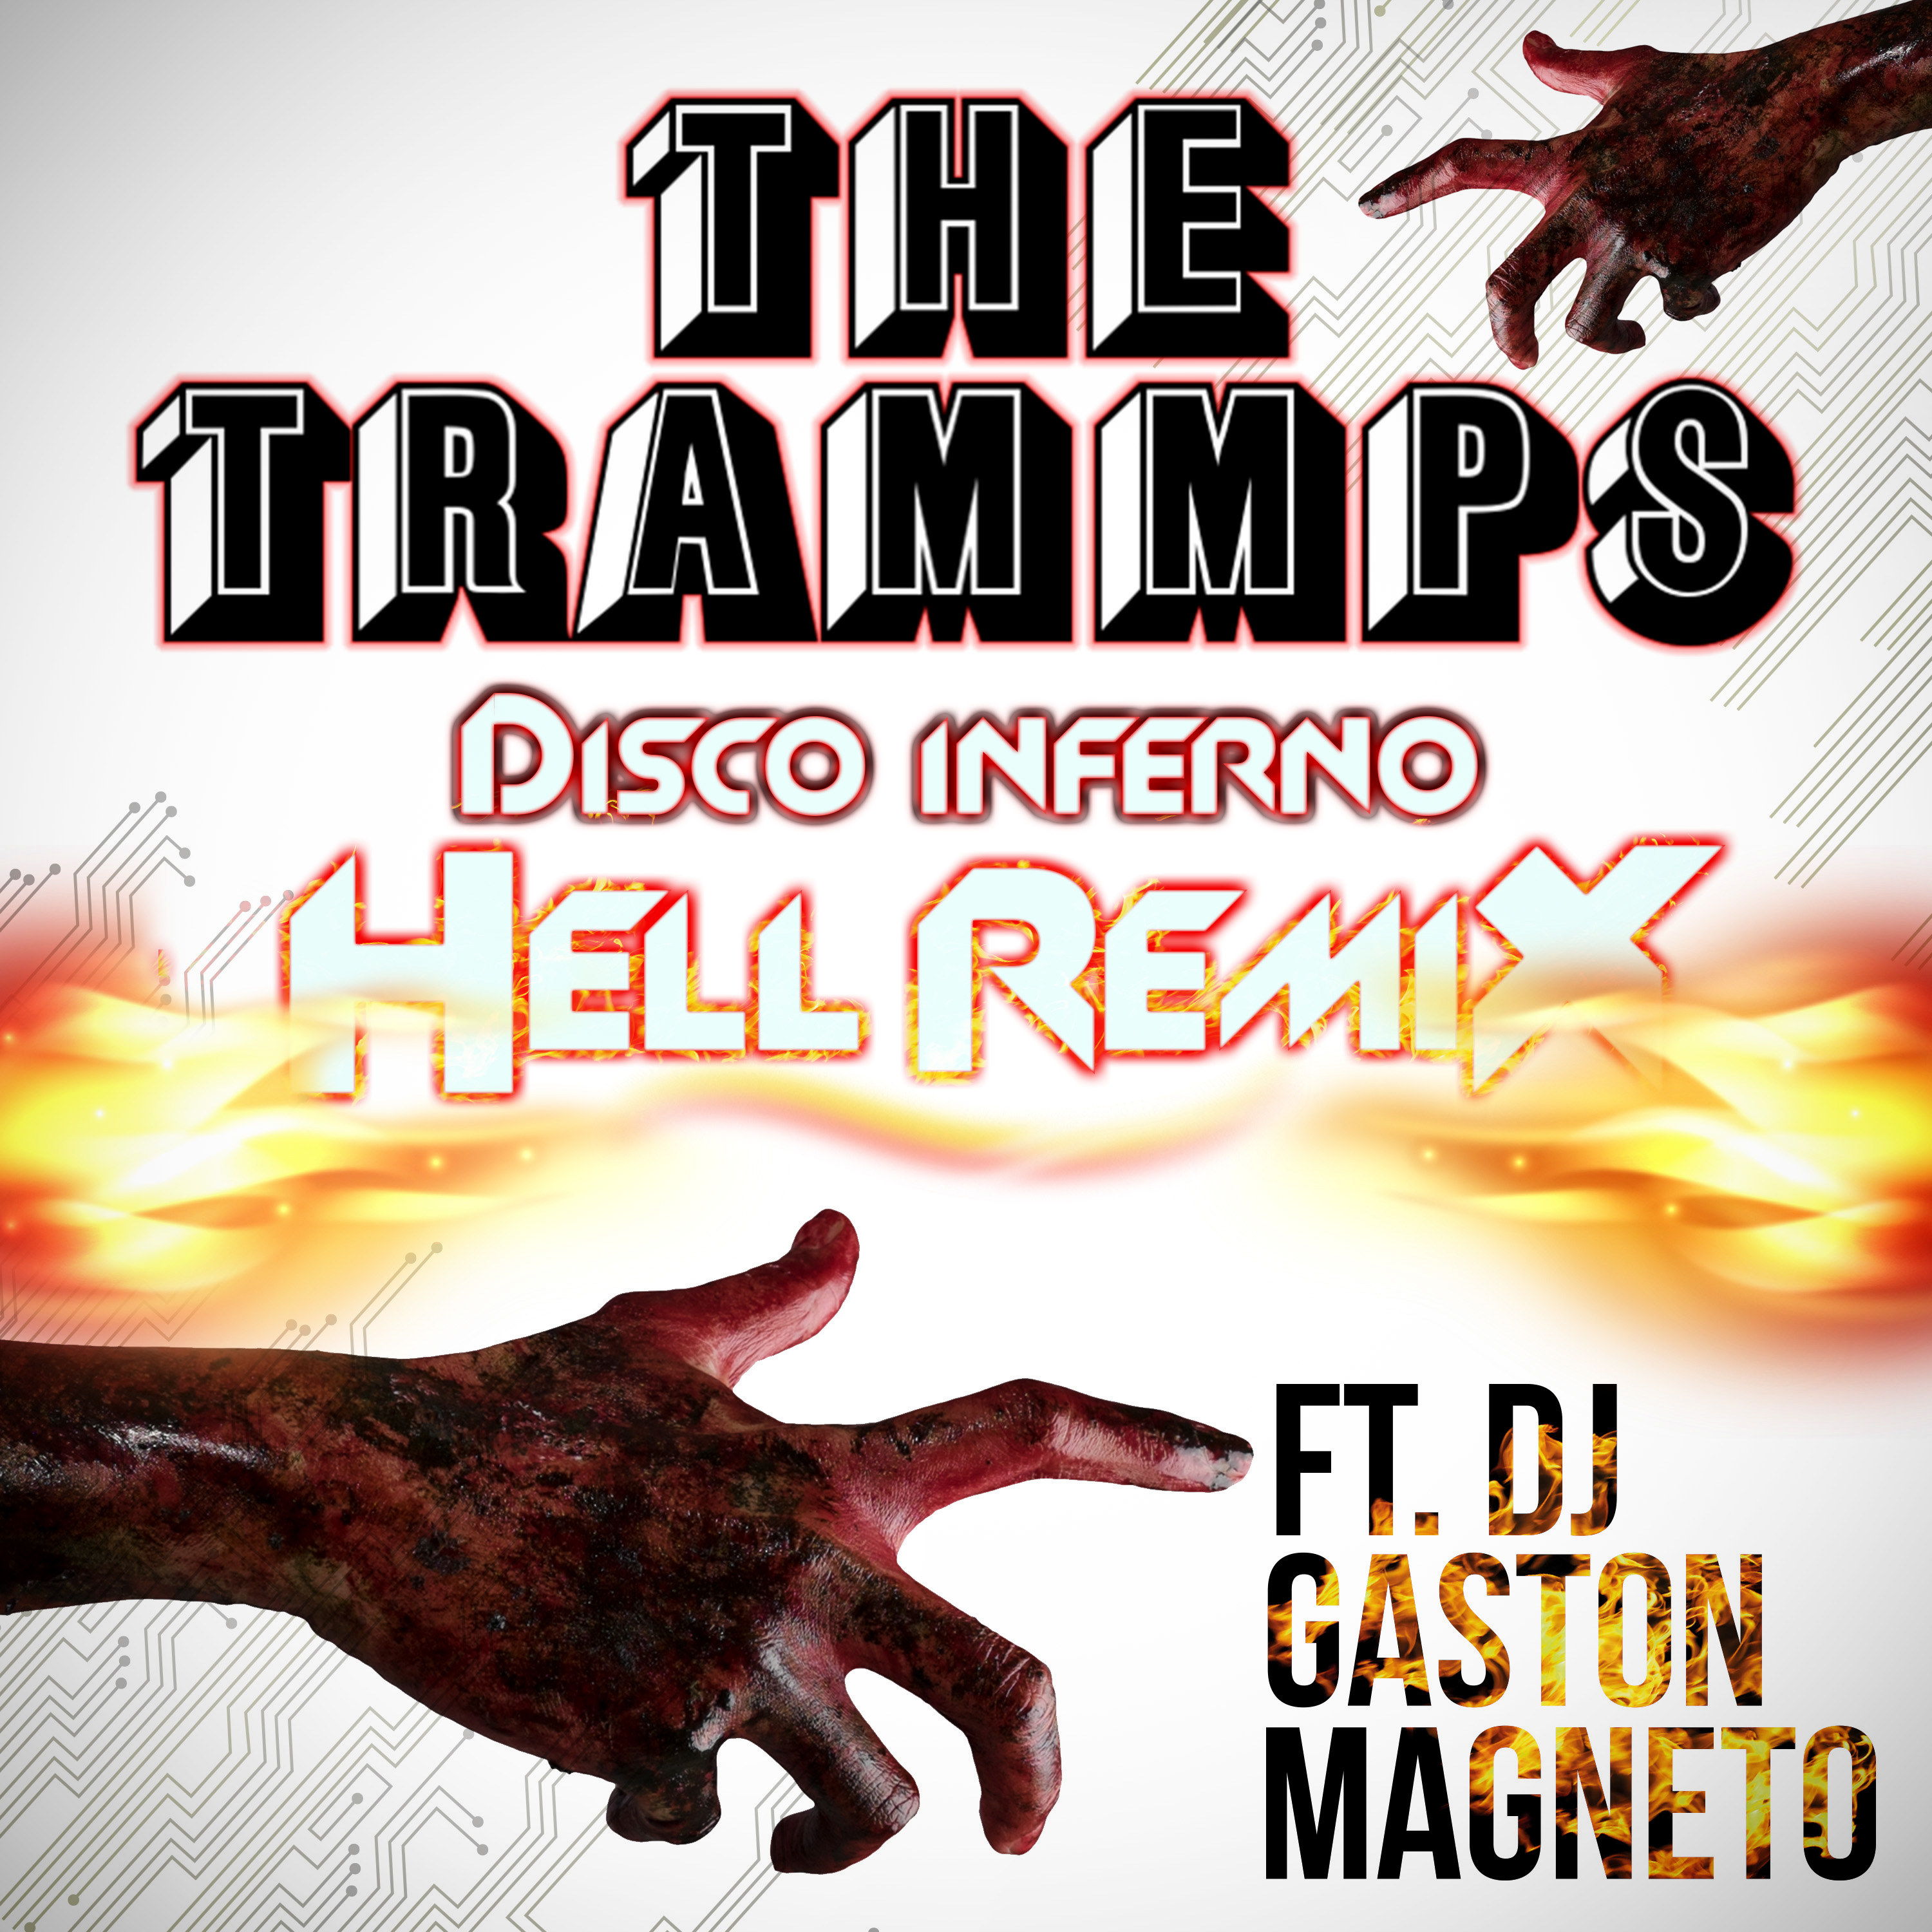 THE
TRAMMPS
DISCO INFERNO
HELL REMIX
FT. DJ
GASTON
MAGNETO